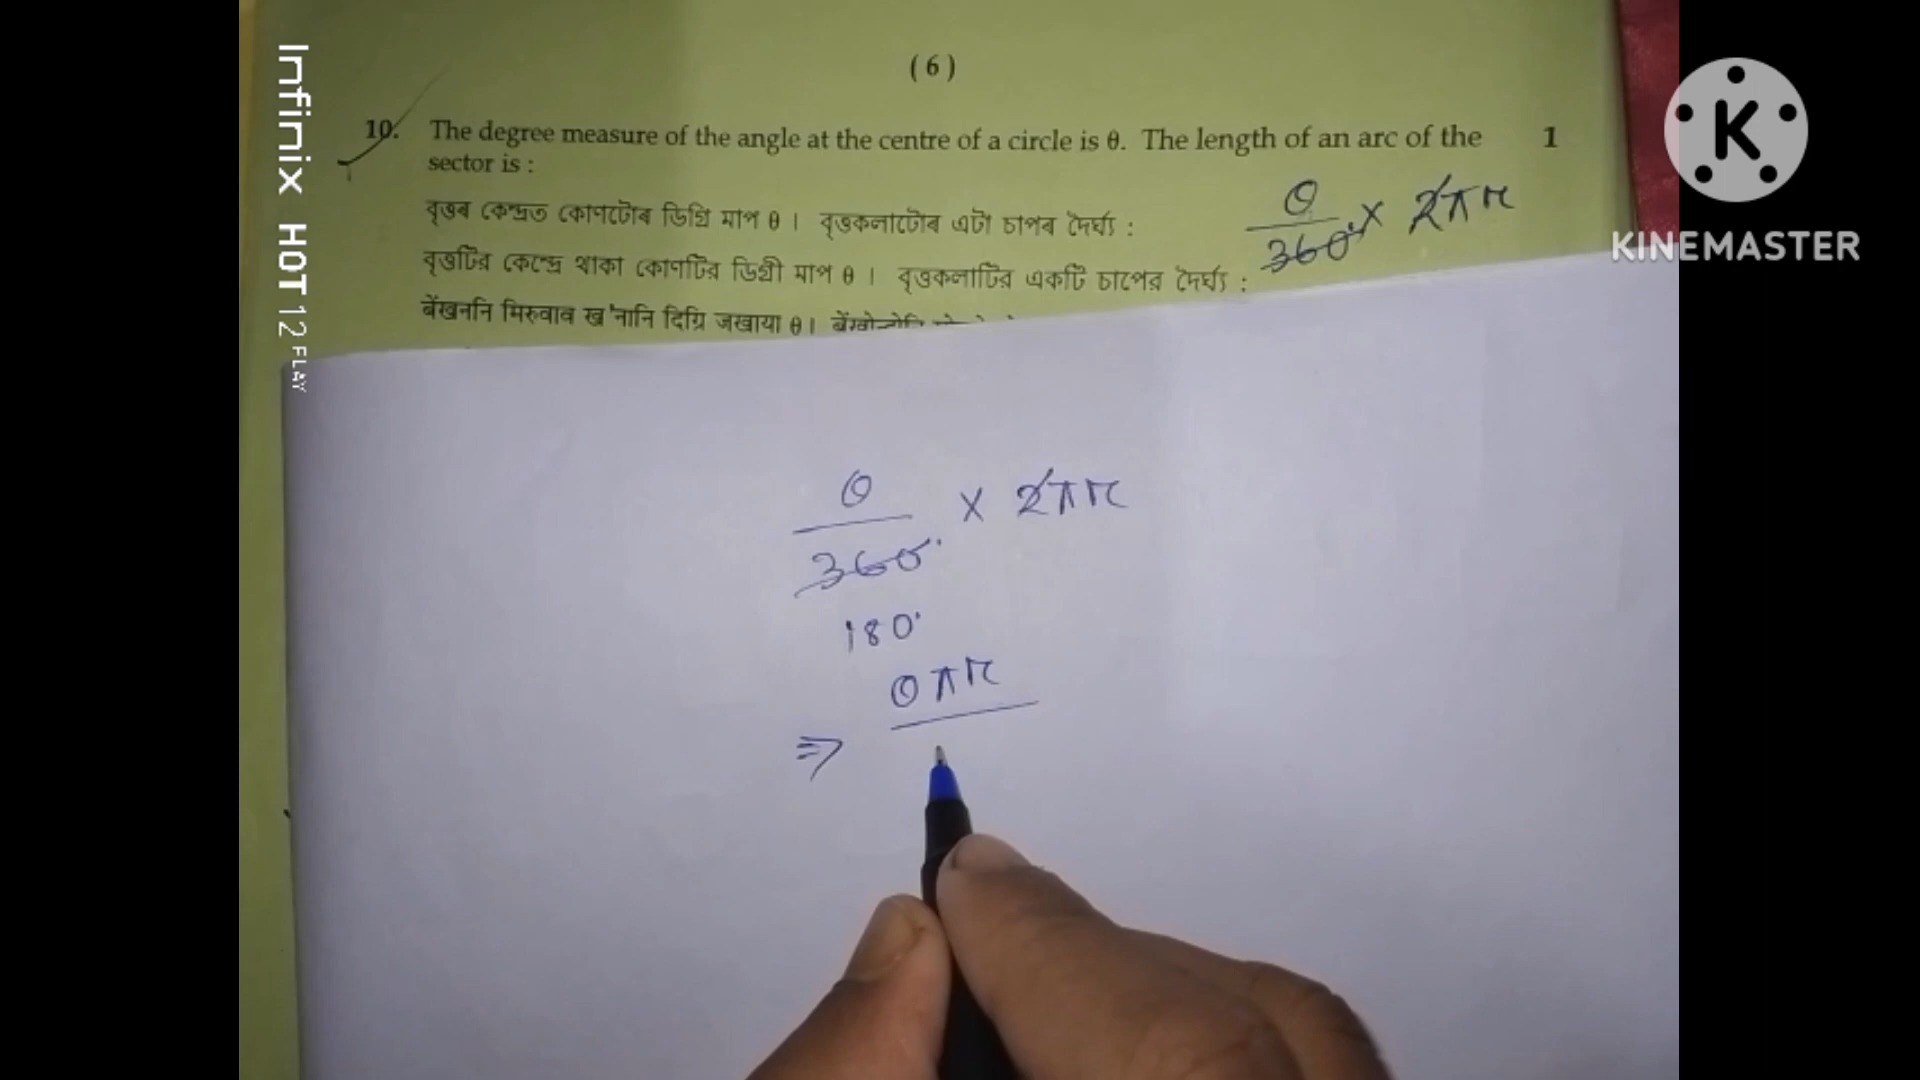 ( 6 )
10. The degree measure of the angle at the centre of a circle is θ. The length of an arc of the 1
sector is :
বৃত্তৰ কেন্দ্ৰত কোণটোৰ ডিগ্ৰি মাপ θ । বৃত্তকলাটোৰ এটা চাপৰ দৈৰ্ঘ্য :
θ/360° × 2πr
বৃত্তটির কেন্দ্রে থাকা কোণটির ডিগ্রী মাপ θ । বৃত্তকলাটির একটি চাপের দৈর্ঘ্য :
बेंखननि मिरुवाव ख'नानि दिग्रि जखाया θ ।
θ/360° × 2πr
180°
⇒ θπr
Infinix HOT 12 PLAY
K
KINEMASTER